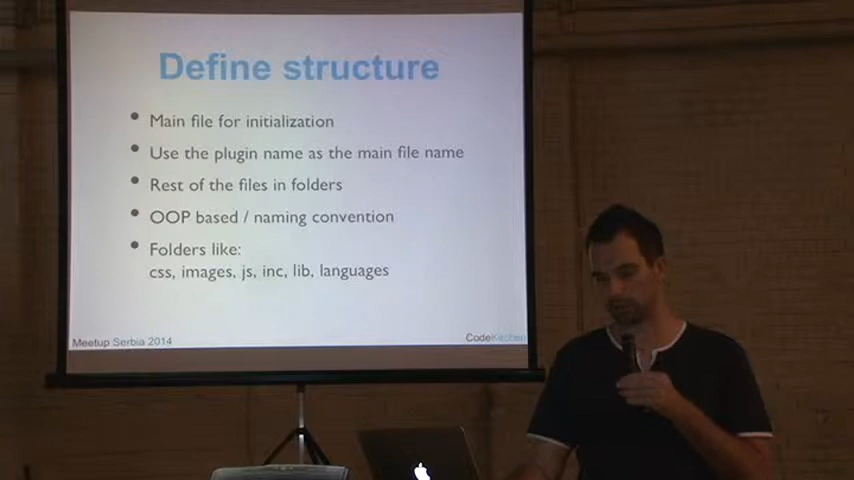 Define structure
• Main file for initialization
• Use the plugin name as the main file name
• Rest of the files in folders
• OOP based / naming convention
• Folders like:
css, images, js, inc, lib, languages
Meetup Serbia 2014
CodeKitchen